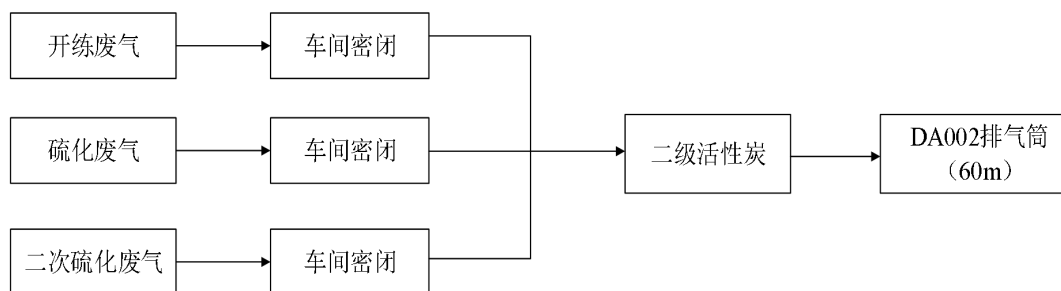 开练废气
车间密闭
硫化废气
车间密闭
二级活性炭
DA002排气筒
（60m）
二次硫化废气
车间密闭